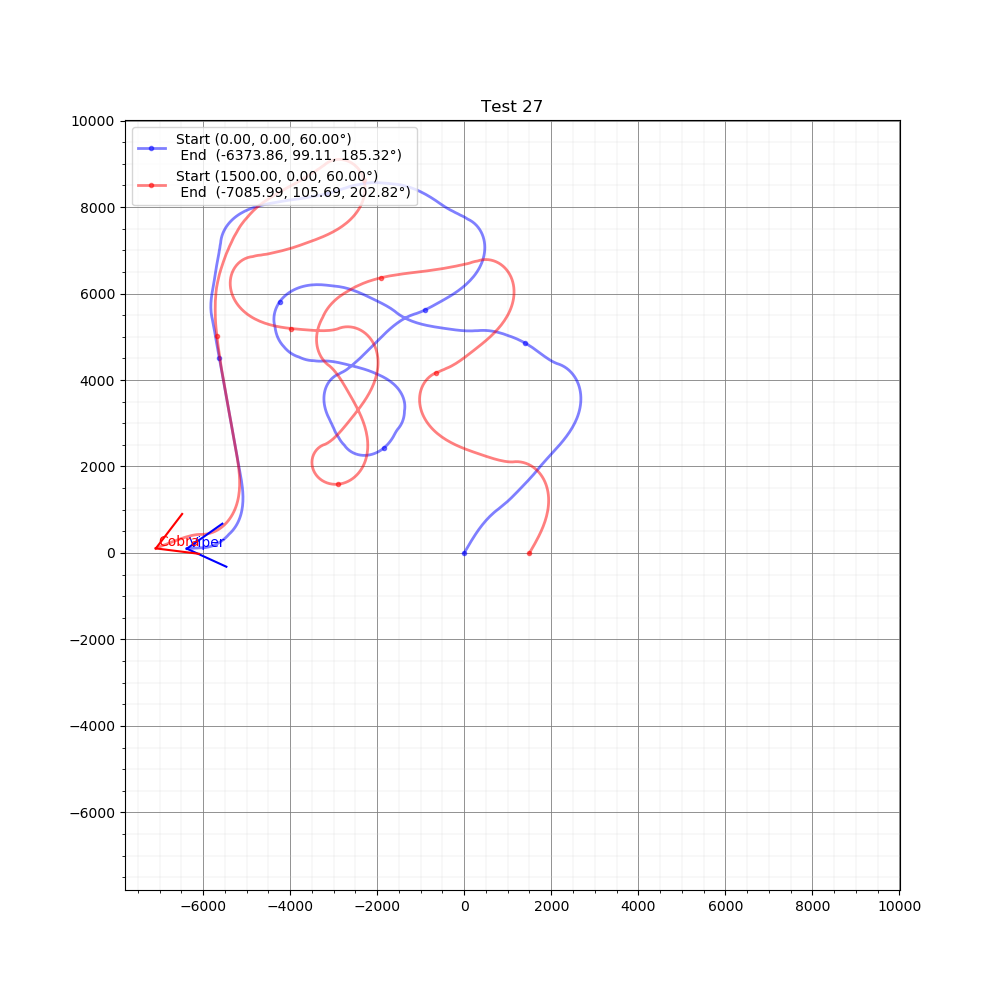 Test 27
Start (0.00, 0.00, 60.00°)
End (-6373.86, 99.11, 185.32°)
Start (1500.00, 0.00, 60.00°)
End (-7085.99, 105.69, 202.82°)
10000
8000
6000
4000
2000
0
−2000
−4000
−6000
−6000 −4000 −2000 0 2000 4000 6000 8000 10000